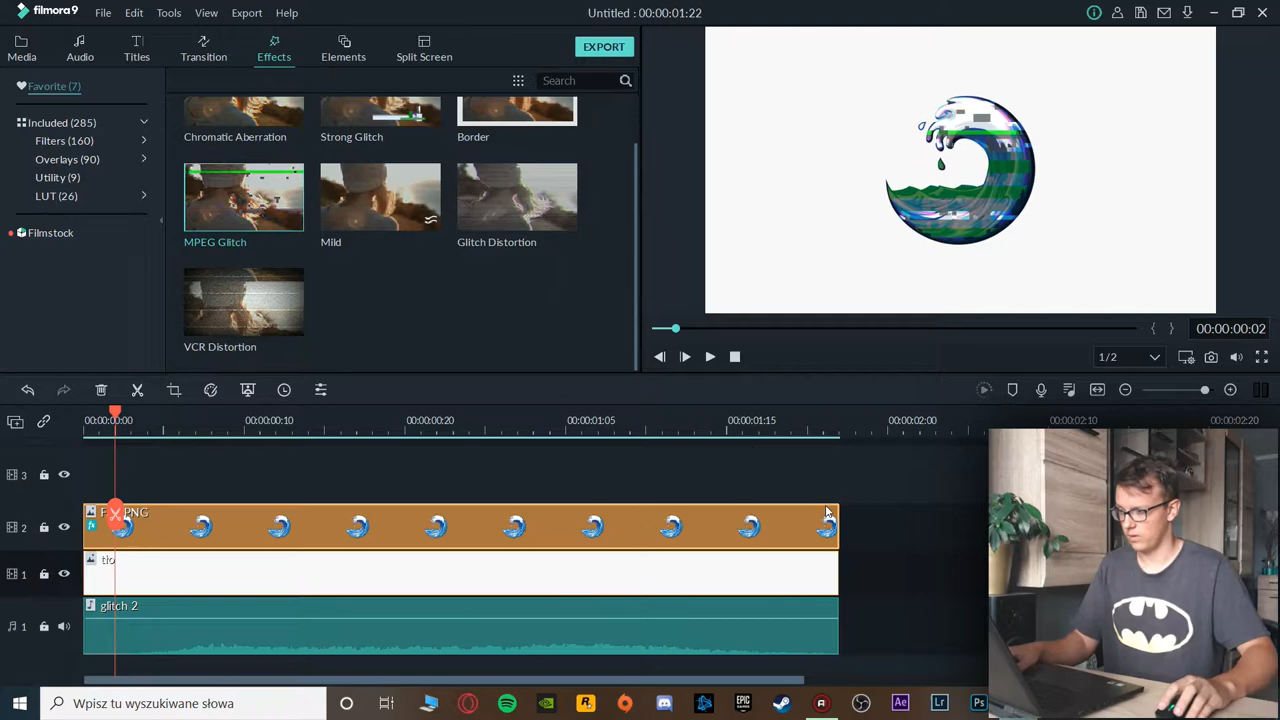 filmora9
File Edit Tools View Export Help
Untitled : 00:00:01:22
Media Audio Titles Transition Effects Elements Split Screen
EXPORT
Favorite (7)
Search
Included (285)
Filters (160)
Overlays (90)
Utility (9)
LUT (26)
Filmstock
Chromatic Aberration Strong Glitch Border
MPEG Glitch Mild Glitch Distortion
VCR Distortion
00:00:00:02
1/2
00:00:00:00 00:00:00:10 00:00:00:20 00:00:01:05 00:00:01:15 00:00:02:00 00:00:02:10 00:00:02:20
3
PNG
2
tło
1
glitch 2
1
Wpisz tu wyszukiwane słowa
Ae Lr Ps